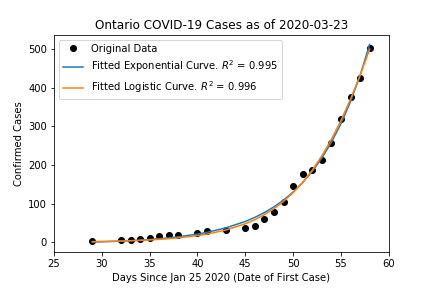 Ontario COVID-19 Cases as of 2020-03-23
Original Data
Fitted Exponential Curve. R² = 0.995
Fitted Logistic Curve. R² = 0.996
Confirmed Cases
500
400
300
200
100
0
25 30 35 40 45 50 55 60
Days Since Jan 25 2020 (Date of First Case)